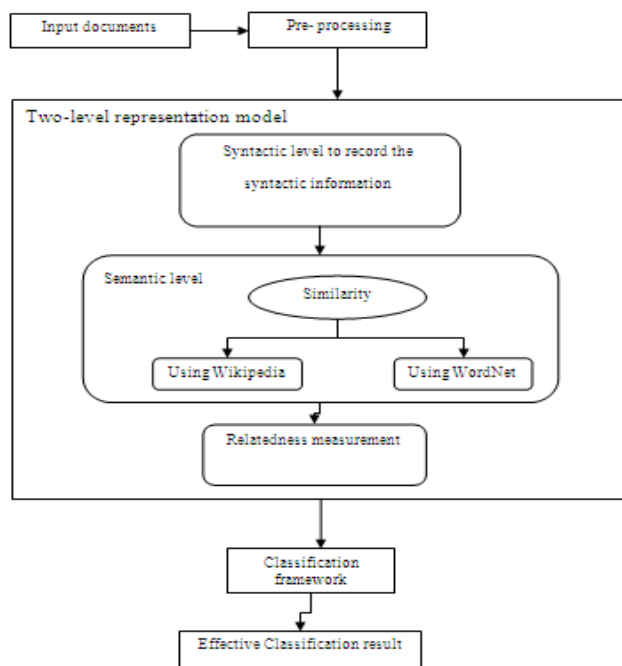 Input documents
Pre- processing
Two-level representation model
Syntactic level to record the
syntactic information
Semantic level
Similarity
Using Wikipedia
Using WordNet
Relatedness measurement
Classification
framework
Effective Classification result